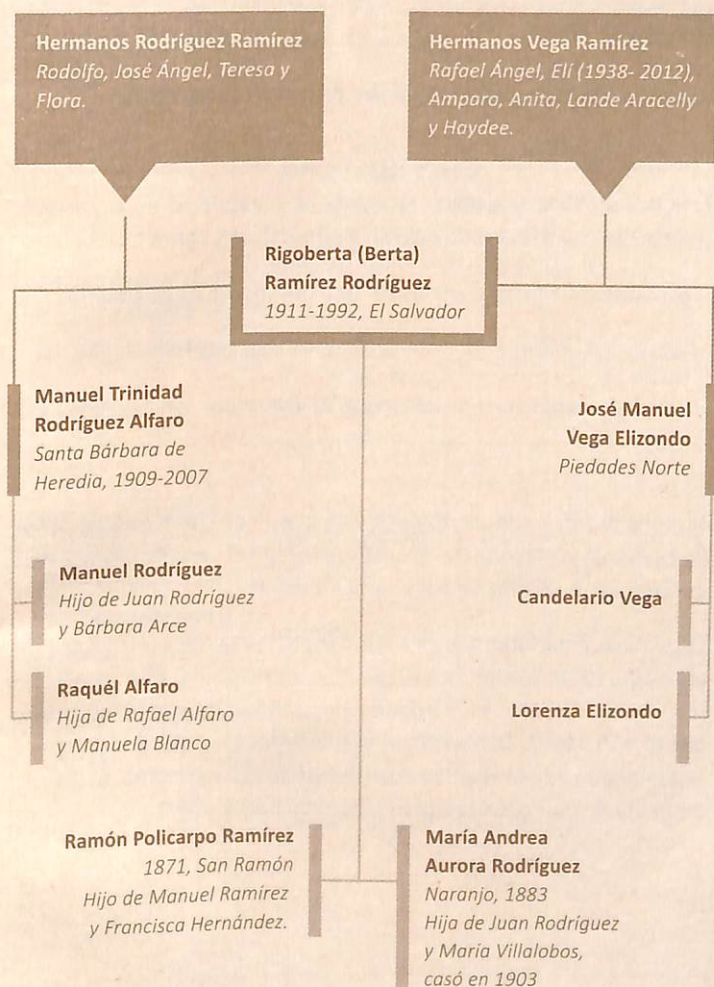 Hermanos Rodríguez Ramírez
Rodolfo, José Ángel, Teresa y
Flora.
Hermanos Vega Ramírez
Rafael Ángel, Elí (1938- 2012),
Amparo, Anita, Lande Aracelly
y Haydee.
Rigoberta (Berta)
Ramírez Rodríguez
1911-1992, El Salvador
Manuel Trinidad
Rodríguez Alfaro
Santa Bárbara de
Heredia, 1909-2007
José Manuel
Vega Elizondo
Piedades Norte
Manuel Rodríguez
Hijo de Juan Rodríguez
y Bárbara Arce
Candelario Vega
Raquél Alfaro
Hija de Rafael Alfaro
y Manuela Blanco
Lorenza Elizondo
Ramón Policarpo Ramírez
1871, San Ramón
Hijo de Manuel Ramírez
y Francisca Hernández.
María Andrea
Aurora Rodríguez
Naranjo, 1883
Hija de Juan Rodríguez
y María Villalobos,
casó en 1903